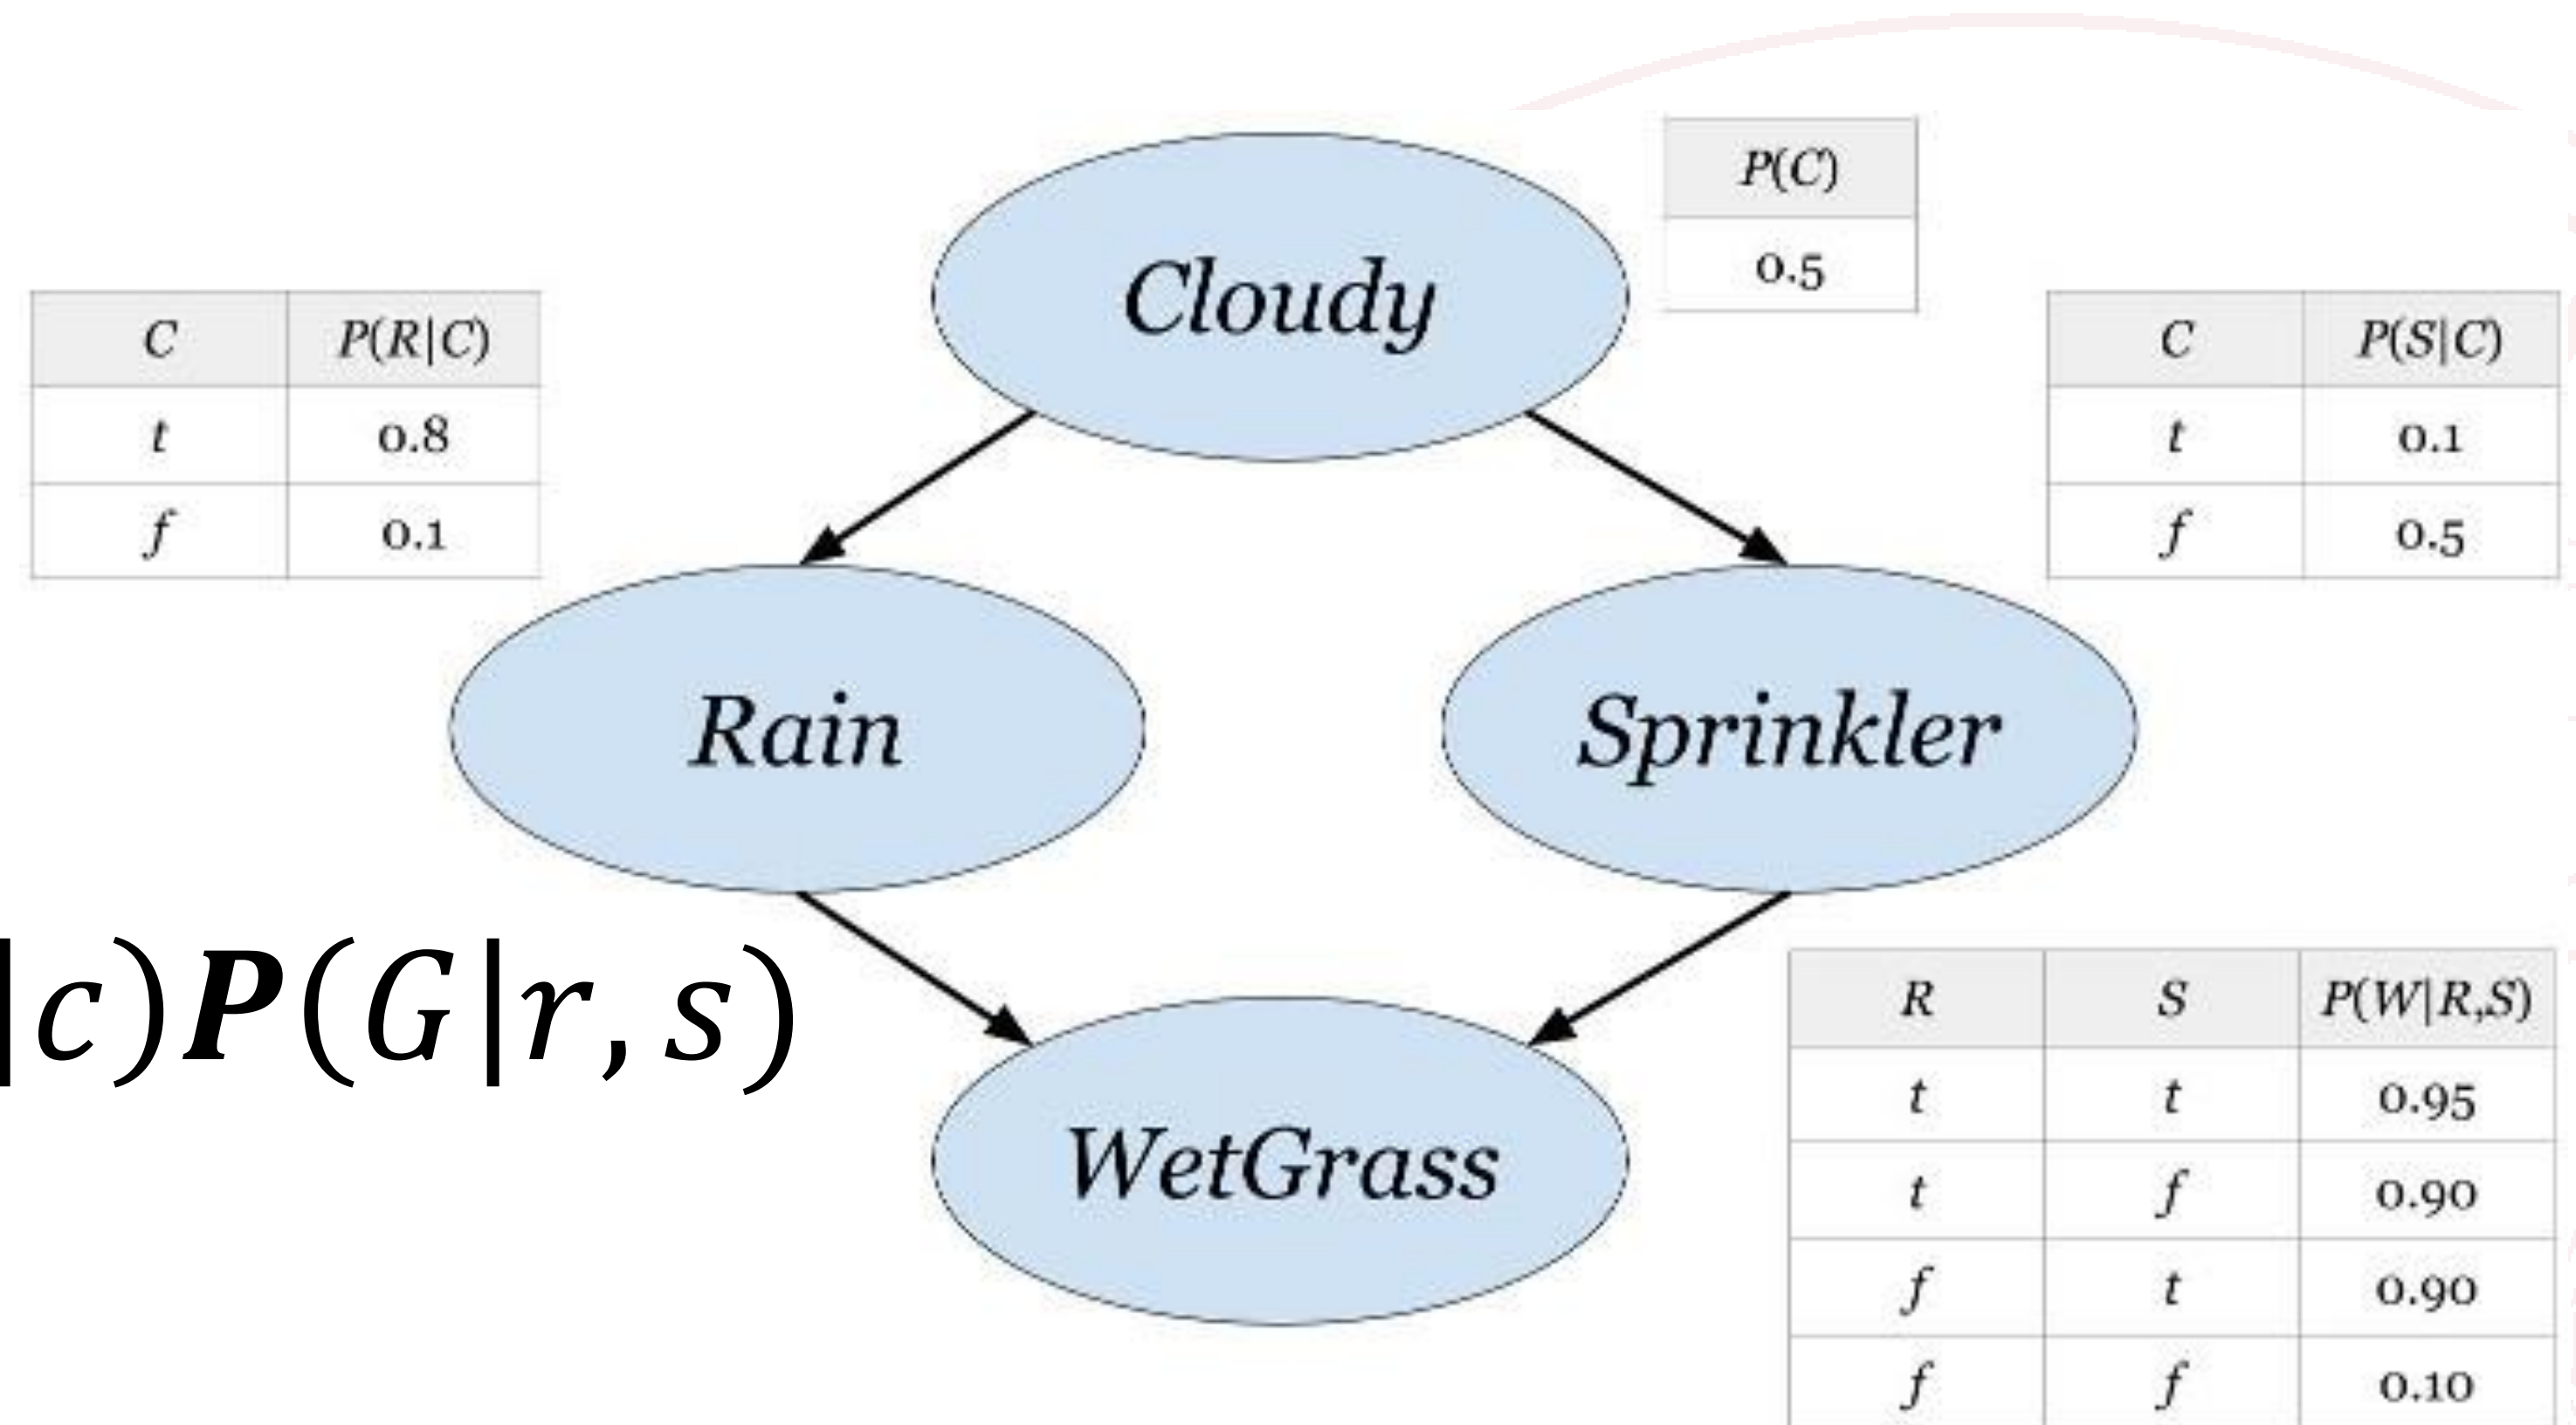 P(C)
0.5
Cloudy
C P(R|C)
t 0.8
f 0.1
C P(S|C)
t 0.1
f 0.5
Rain
Sprinkler
|c)P(G|r,s)
WetGrass
R S P(W|R,S)
t t 0.95
t f 0.90
f t 0.90
f f 0.10